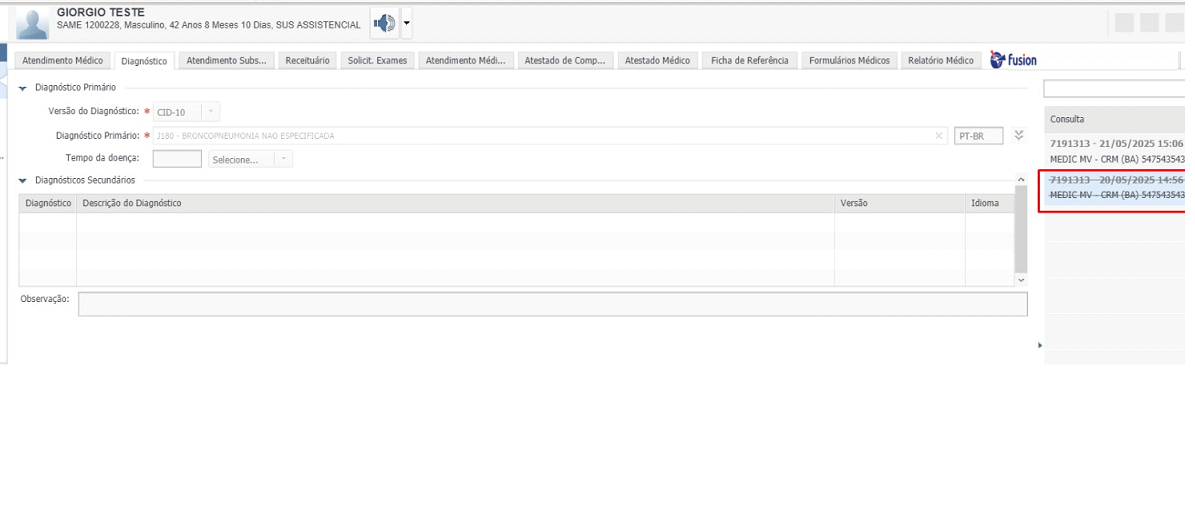 GIORGIO TESTE
SAME 1200228, Masculino, 42 Anos 8 Meses 10 Dias, SUS ASSISTENCIAL
Atendimento Médico Diagnóstico Atendimento Subs... Receituário Solicit. Exames Atendimento Médi... Atestado de Comp... Atestado Médico Ficha de Referência Formulários Médicos Relatório Médico fusion
Diagnóstico Primário
Versão do Diagnóstico: * CID-10
Consulta
Diagnóstico Primário: * J180 - BRONCOPNEUMONIA NAO ESPECIFICADA PT-BR
7191313 - 21/05/2025 15:06
Tempo da doença: Selecione...
MEDIC MV - CRM (BA) 547543543
Diagnósticos Secundários
7191313 - 20/05/2025 14:56
MEDIC MV - CRM (BA) 547543543
Diagnóstico Descrição do Diagnóstico Versão Idioma
Observação: